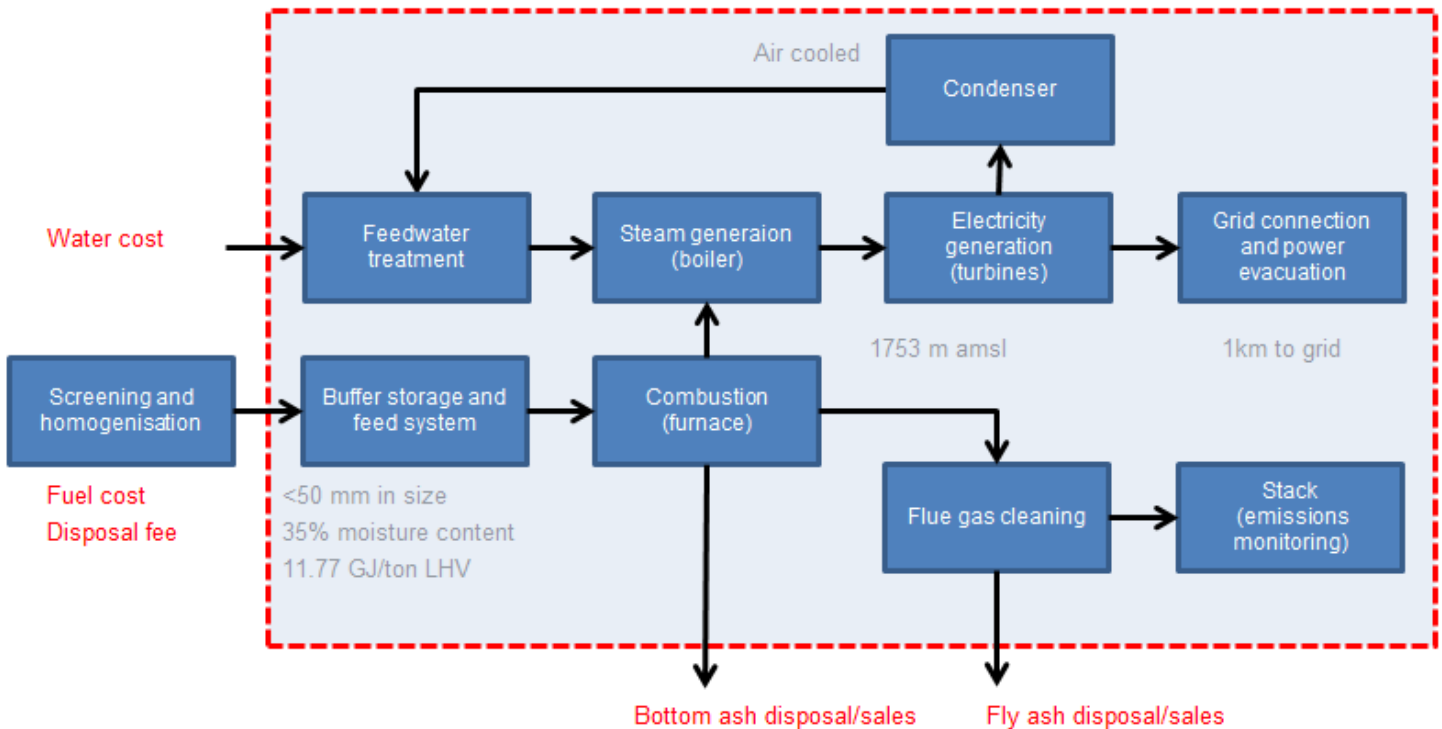 Air cooled
Condenser
Water cost
Feedwater
treatment
Steam generaion
(boiler)
Electricity
generation
(turbines)
Grid connection
and power
evacuation
1753 m amsl
1km to grid
Screening and
homogenisation
Buffer storage and
feed system
Combustion
(furnace)
Fuel cost
Disposal fee
<50 mm in size
35% moisture content
11.77 GJ/ton LHV
Flue gas cleaning
Stack
(emissions
monitoring)
Bottom ash disposal/sales
Fly ash disposal/sales